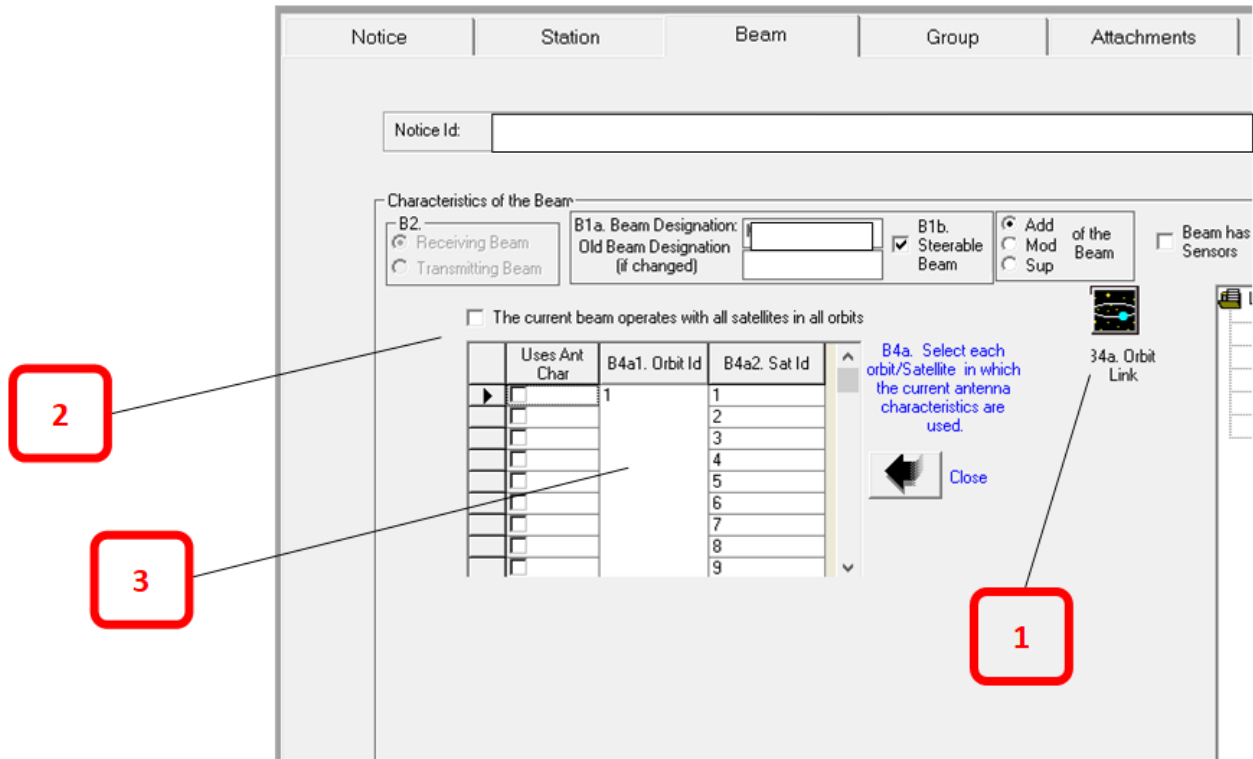 Notice
Station
Beam
Group
Attachments
Notice Id:
Characteristics of the Beam
B2.
Receiving Beam
Transmitting Beam
B1a. Beam Designation:
Old Beam Designation
(if changed)
B1b.
Steerable
Beam
Add
Mod
Sup
of the
Beam
Beam has
Sensors
The current beam operates with all satellites in all orbits
Uses Ant
Char
B4a1. Orbit Id
B4a2. Sat Id
1
1
2
3
4
5
6
7
8
9
B4a. Select each
orbit/Satellite in which
the current antenna
characteristics are
used.
Close
34a. Orbit
Link
2
3
1